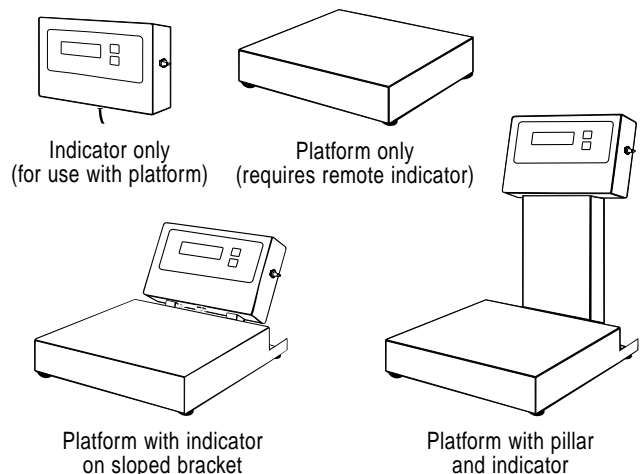 Indicator only
(for use with platform)
Platform only
(requires remote indicator)
Platform with indicator
on sloped bracket
Platform with pillar
and indicator